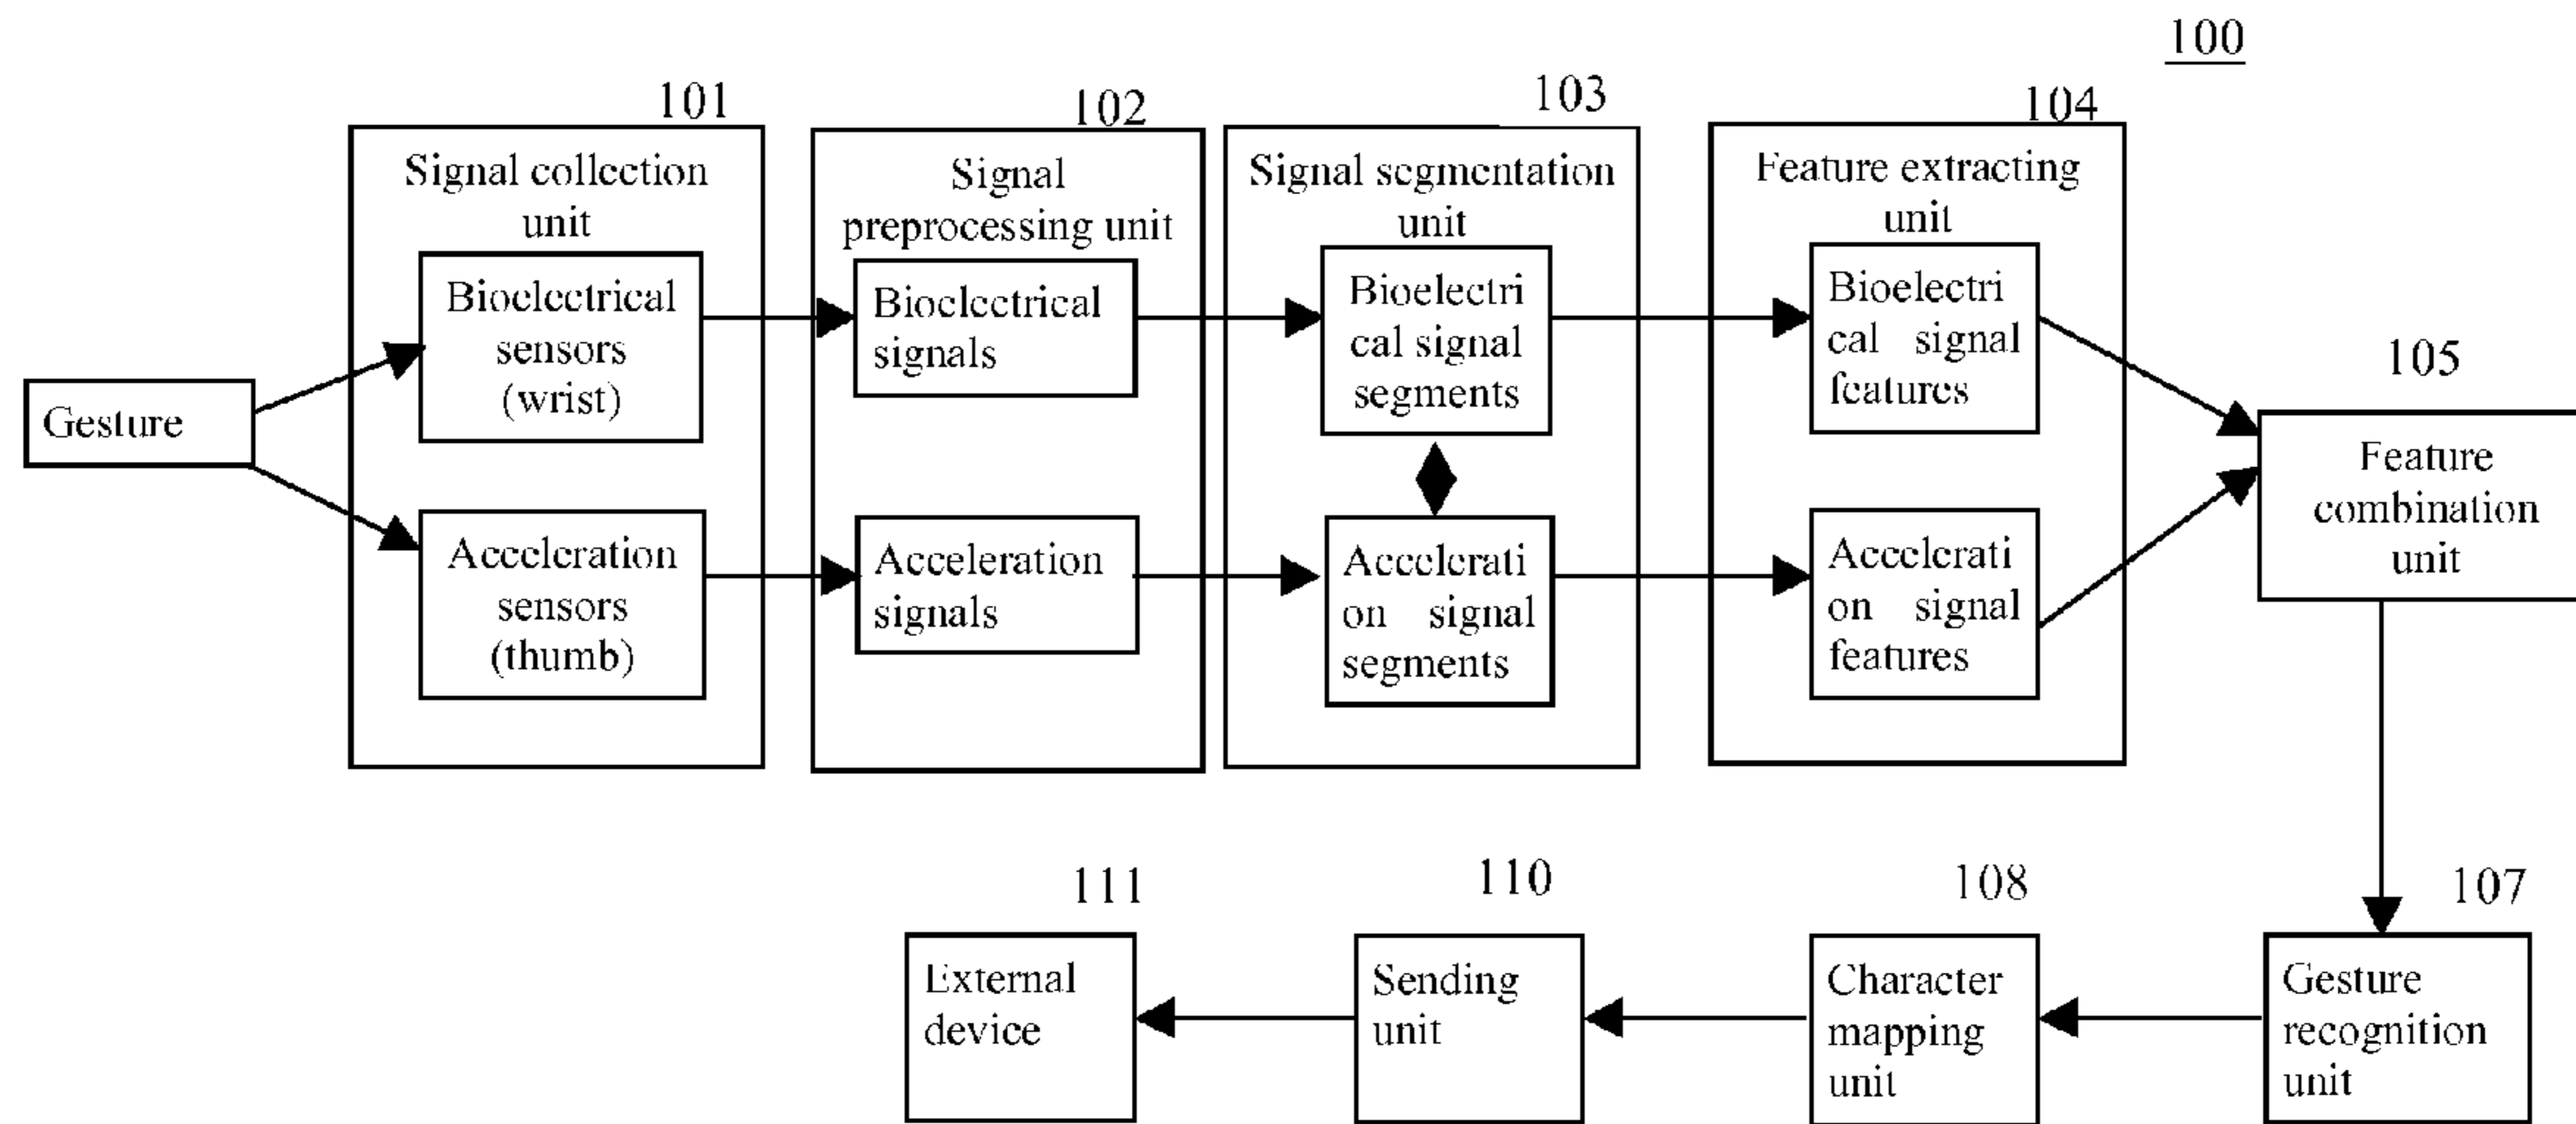 100
101
102
103
104
Signal collection
unit
Signal
preprocessing unit
Signal segmentation
unit
Feature extracting
unit
Bioelectrical
sensors
(wrist)
Bioelectrical
signals
Bioelectri
cal signal
segments
Bioelectri
cal signal
features
Gesture
105
Feature
combination
unit
Acceleration
sensors
(thumb)
Acceleration
signals
Accelerati
on signal
segments
Accelerati
on signal
features
111
110
108
107
External
device
Sending
unit
Character
mapping
unit
Gesture
recognition
unit